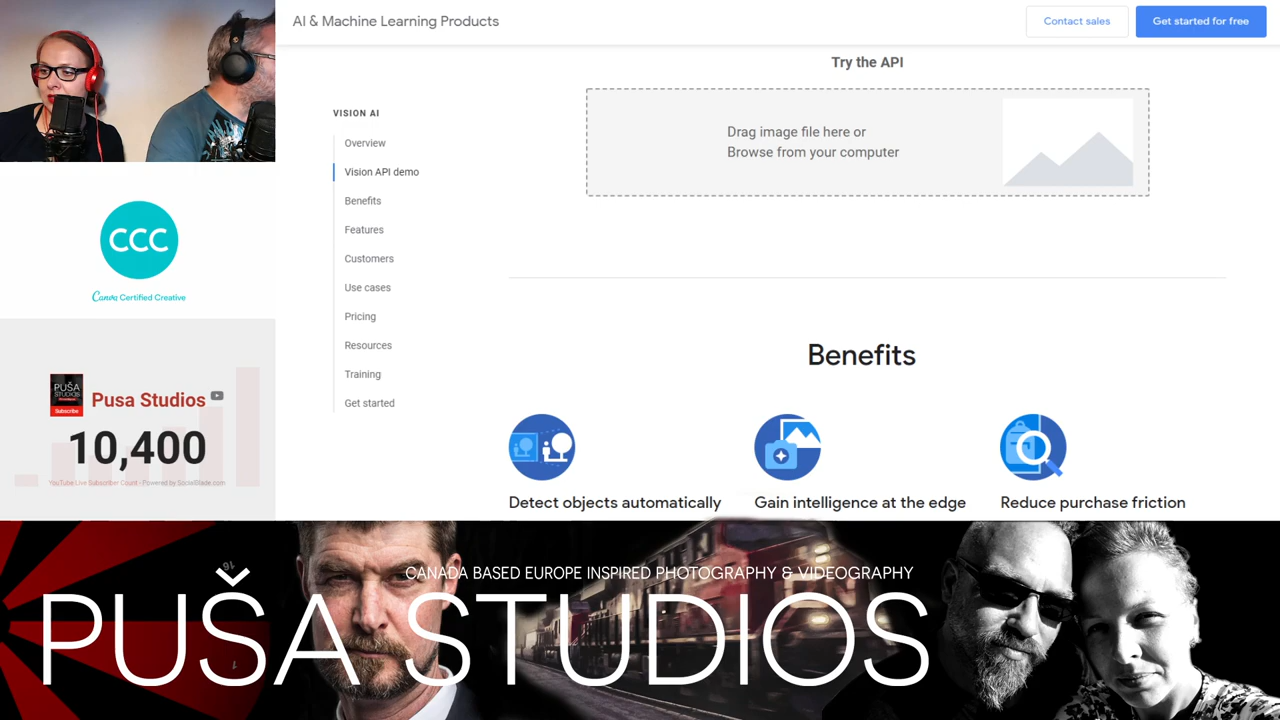 AI & Machine Learning Products
Contact sales
Get started for free
Try the API
Drag image file here or
Browse from your computer
VISION AI
Overview
Vision API demo
Benefits
Features
Customers
Use cases
Pricing
Resources
Training
Get started
Benefits
Detect objects automatically
Gain intelligence at the edge
Reduce purchase friction
CCC
Canva Certified Creative
PUŠA
STUDIOS
Subscribe
Pusa Studios
10,400
YouTube Live Subscriber Count - Powered by SocialBlade.com
16
1
CANADA BASED EUROPE INSPIRED PHOTOGRAPHY & VIDEOGRAPHY
PUŠA STUDIOS